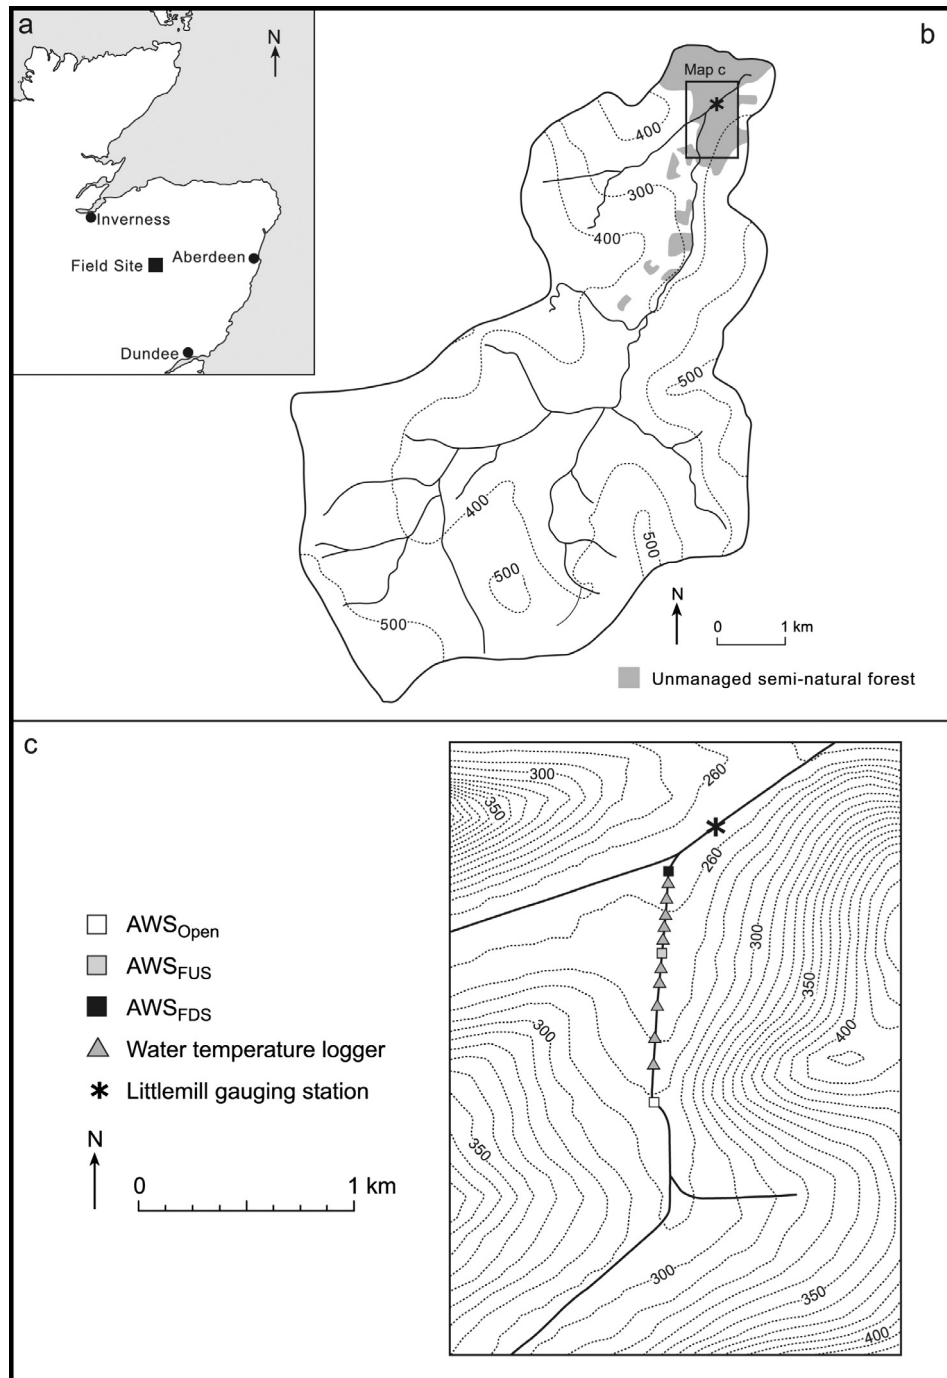 a
N
Inverness
Field Site
Aberdeen
Dundee
b
Map c
400
300
400
500
400
500
500
500
N
0 1 km
Unmanaged semi-natural forest
c
AWSOpen
AWSFUS
AWSFDS
Water temperature logger
Littlemill gauging station
N
0 1 km
300
260
350
260
300
350
300
400
350
300
350
400